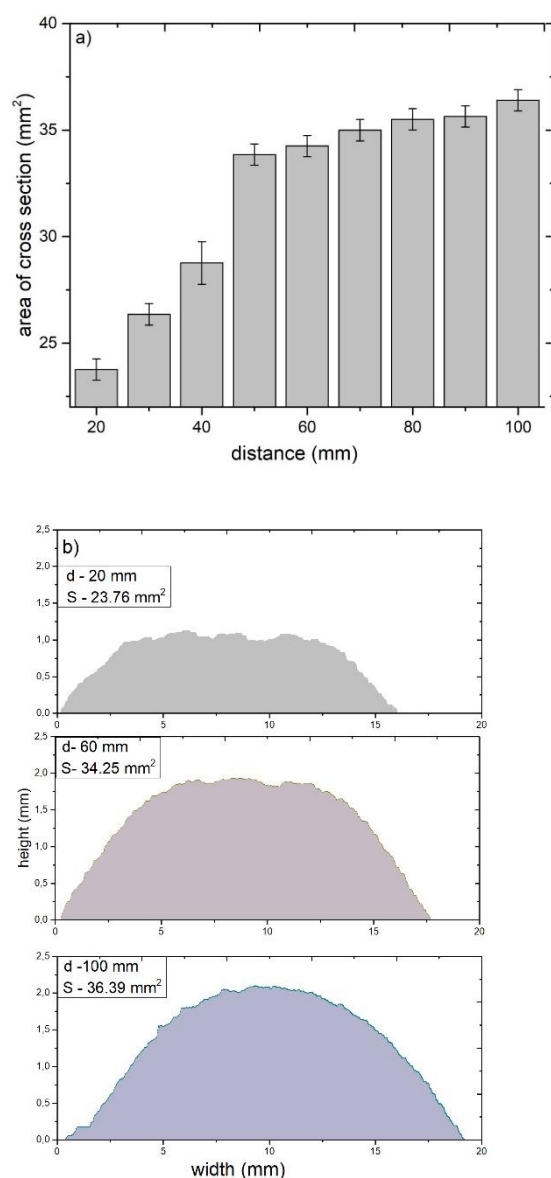 a)
40
35
30
25
area of cross section (mm²)
20 40 60 80 100
distance (mm)
b)
2,5
2,0
1,5
1,0
0,5
0,0
d - 20 mm
S - 23.76 mm²
0 5 10 15 20
2,5
2,0
1,5
1,0
0,5
0,0
d- 60 mm
S- 34.25 mm²
height (mm)
0 5 10 15 20
2,5
2,0
1,5
1,0
0,5
0,0
d -100 mm
S - 36.39 mm²
0 5 10 15 20
width (mm)